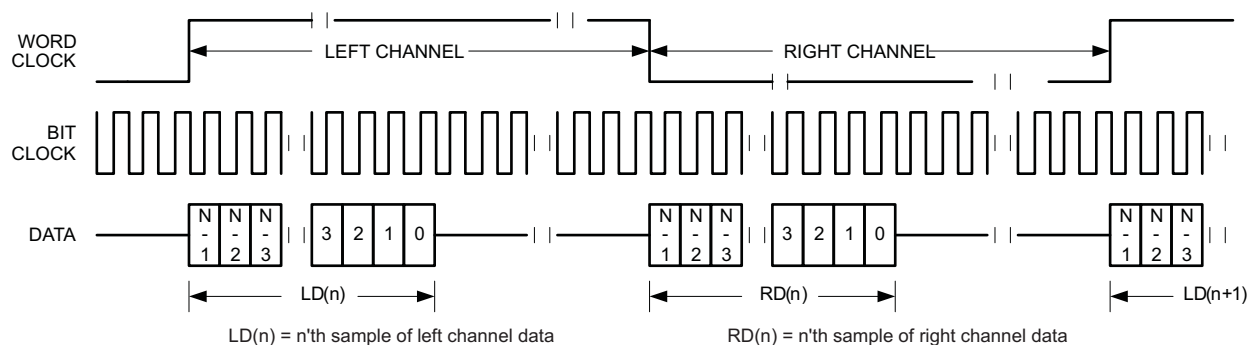 WORD
CLOCK
LEFT CHANNEL
RIGHT CHANNEL
BIT
CLOCK
DATA
N
-
1
N
-
2
N
-
3
3 2 1 0
N
-
1
N
-
2
N
-
3
3 2 1 0
N
-
1
N
-
2
N
-
3
LD(n)
RD(n)
LD(n+1)
LD(n) = n'th sample of left channel data
RD(n) = n'th sample of right channel data